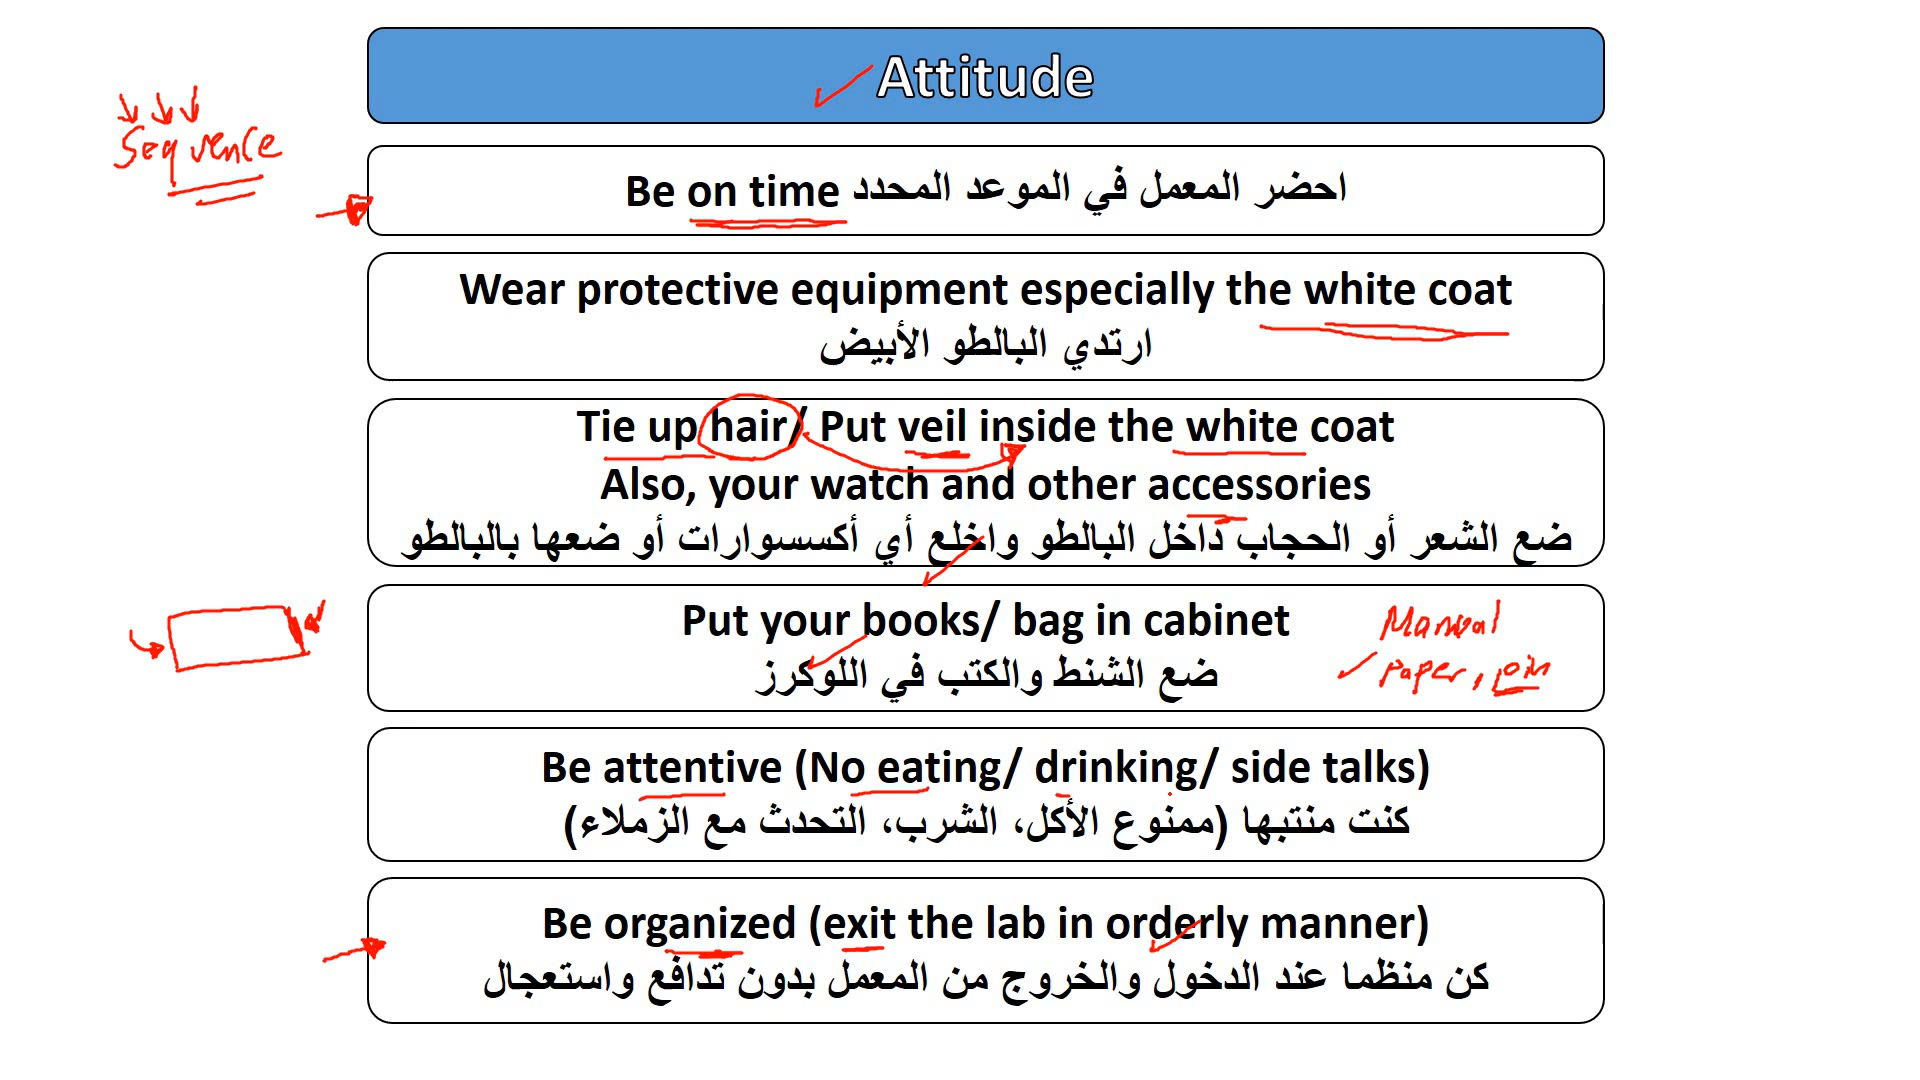 Attitude
Sequence
Be on time احضر المعمل في الموعد المحدد
Wear protective equipment especially the white coat
ارتدي البالطو الأبيض
Tie up hair/ Put veil inside the white coat
Also, your watch and other accessories
ضع الشعر أو الحجاب داخل البالطو واخلع أي أكسسوارات أو ضعها بالبالطو
Put your books/ bag in cabinet
ضع الشنط والكتب في اللوكرز
Manual
paper,
Be attentive (No eating/ drinking/ side talks)
كنت منتبها (ممنوع الأكل، الشرب، التحدث مع الزملاء)
Be organized (exit the lab in orderly manner)
كن منظما عند الدخول والخروج من المعمل بدون تدافع واستعجال